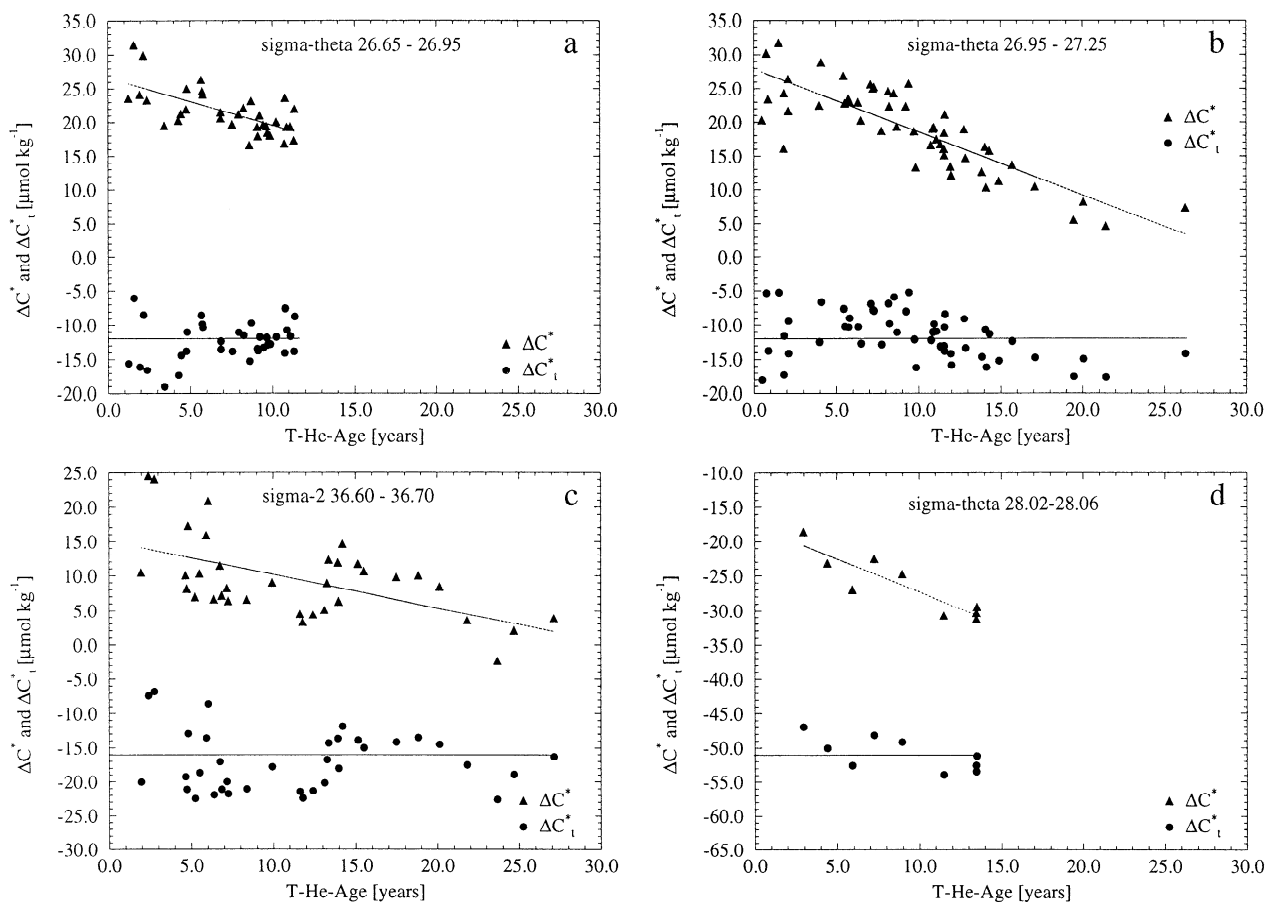 35.0
30.0
25.0
20.0
15.0
10.0
5.0
0.0
-5.0
-10.0
-15.0
-20.0
ΔC* and ΔC*t [μmol kg-1]
sigma-theta 26.65 - 26.95
a
ΔC*
ΔC*t
0.0 5.0 10.0 15.0 20.0 25.0 30.0
T-He-Age [years]
35.0
30.0
25.0
20.0
15.0
10.0
5.0
0.0
-5.0
-10.0
-15.0
-20.0
ΔC* and ΔC*t [μmol kg-1]
sigma-theta 26.95 - 27.25
b
ΔC*
ΔC*t
0.0 5.0 10.0 15.0 20.0 25.0 30.0
T-He-Age [years]
25.0
20.0
15.0
10.0
5.0
0.0
-5.0
-10.0
-15.0
-20.0
-25.0
-30.0
ΔC* and ΔC*t [μmol kg-1]
sigma-2 36.60 - 36.70
c
ΔC*
ΔC*t
0.0 5.0 10.0 15.0 20.0 25.0 30.0
T-He-Age [years]
-10.0
-15.0
-20.0
-25.0
-30.0
-35.0
-40.0
-45.0
-50.0
-55.0
-60.0
-65.0
ΔC* and ΔC*t [μmol kg-1]
sigma-theta 28.02-28.06
d
ΔC*
ΔC*t
0.0 5.0 10.0 15.0 20.0 25.0 30.0
T-He-Age [years]